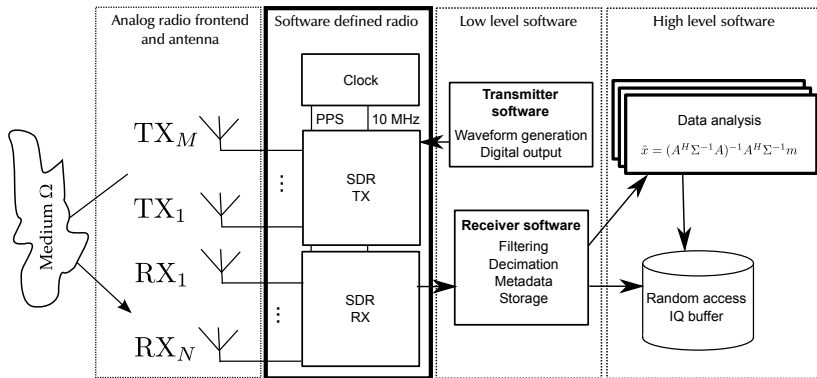 Analog radio frontend
and antenna
Software defined radio
Low level software
High level software
Clock
PPS
10 MHz
Transmitter
software
Waveform generation
Digital output
Data analysis
x̂ = (A^H Σ^{-1} A)^{-1} A^H Σ^{-1} m
TX_M
...
SDR
TX
TX_1
Medium Ω
RX_1
...
RX_N
SDR
RX
Receiver software
Filtering
Decimation
Metadata
Storage
Random access
IQ buffer